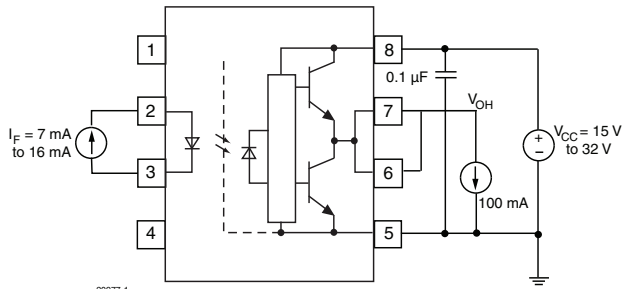 1
8
0.1 µF
2
7
V_OH
I_F = 7 mA
to 16 mA
V_CC = 15 V
to 32 V
+
−
3
6
100 mA
4
5